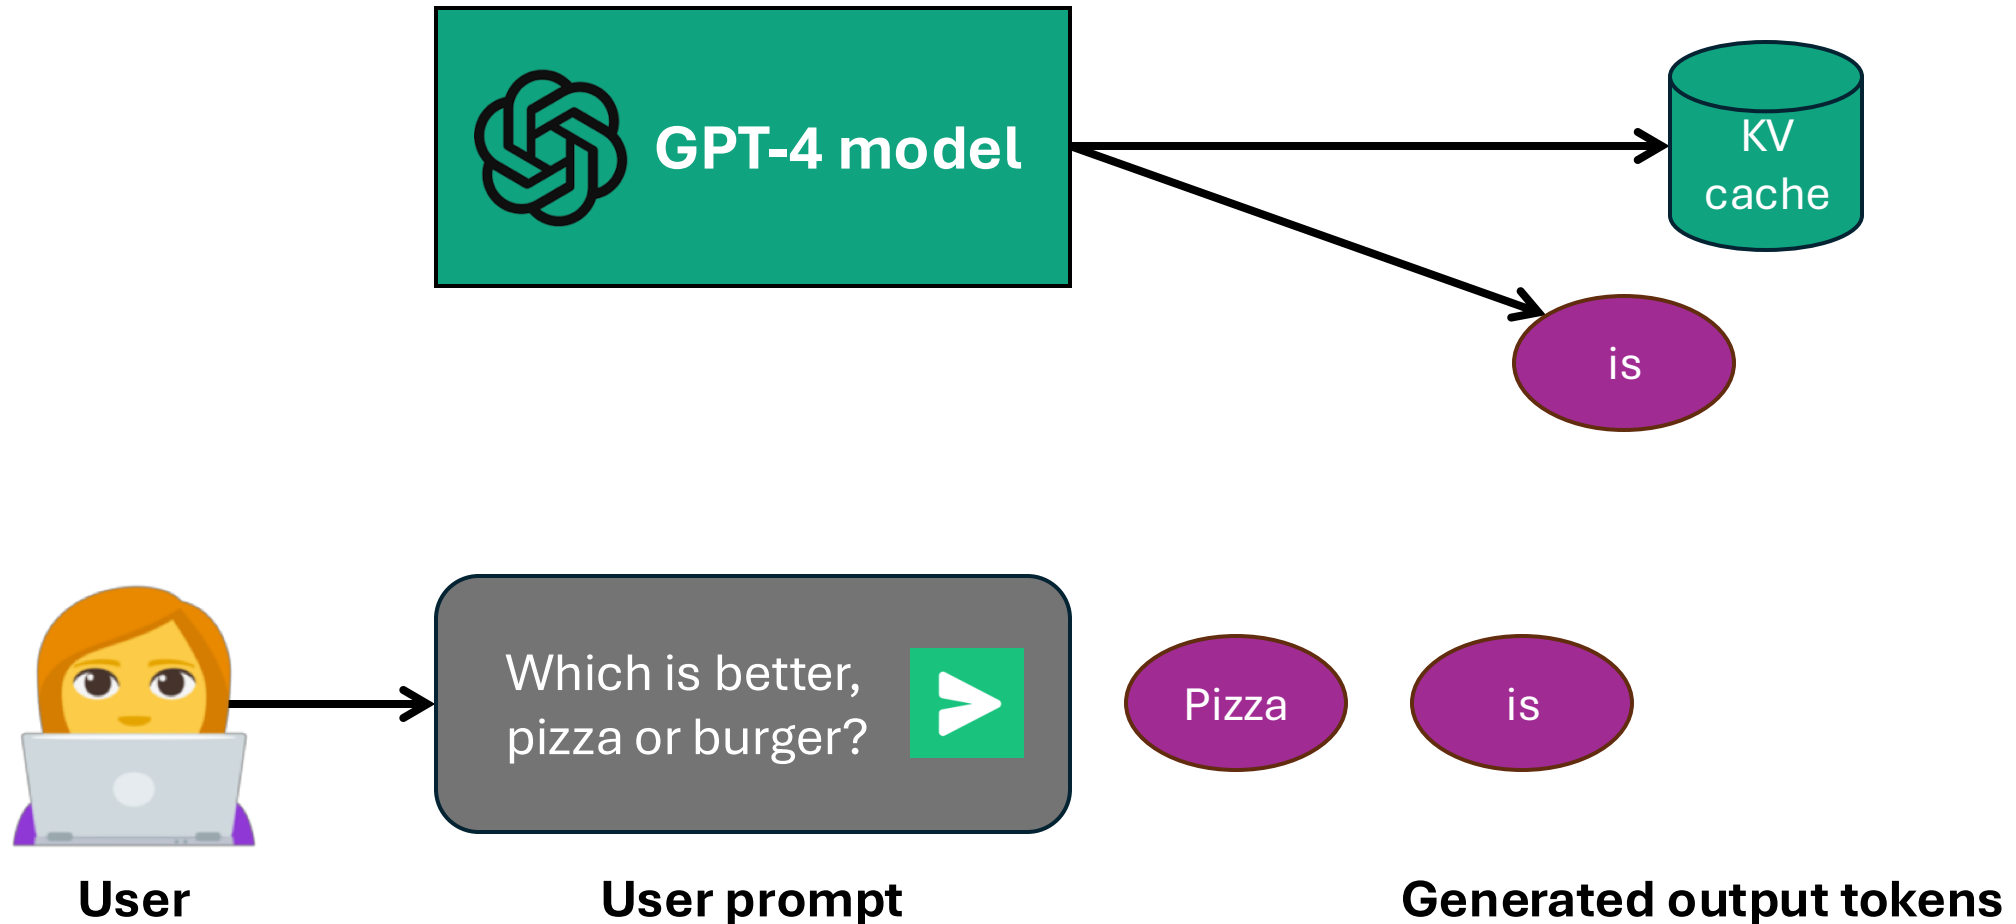 GPT-4 model
KV
cache
is
Which is better,
pizza or burger?
Pizza
is
User
User prompt
Generated output tokens